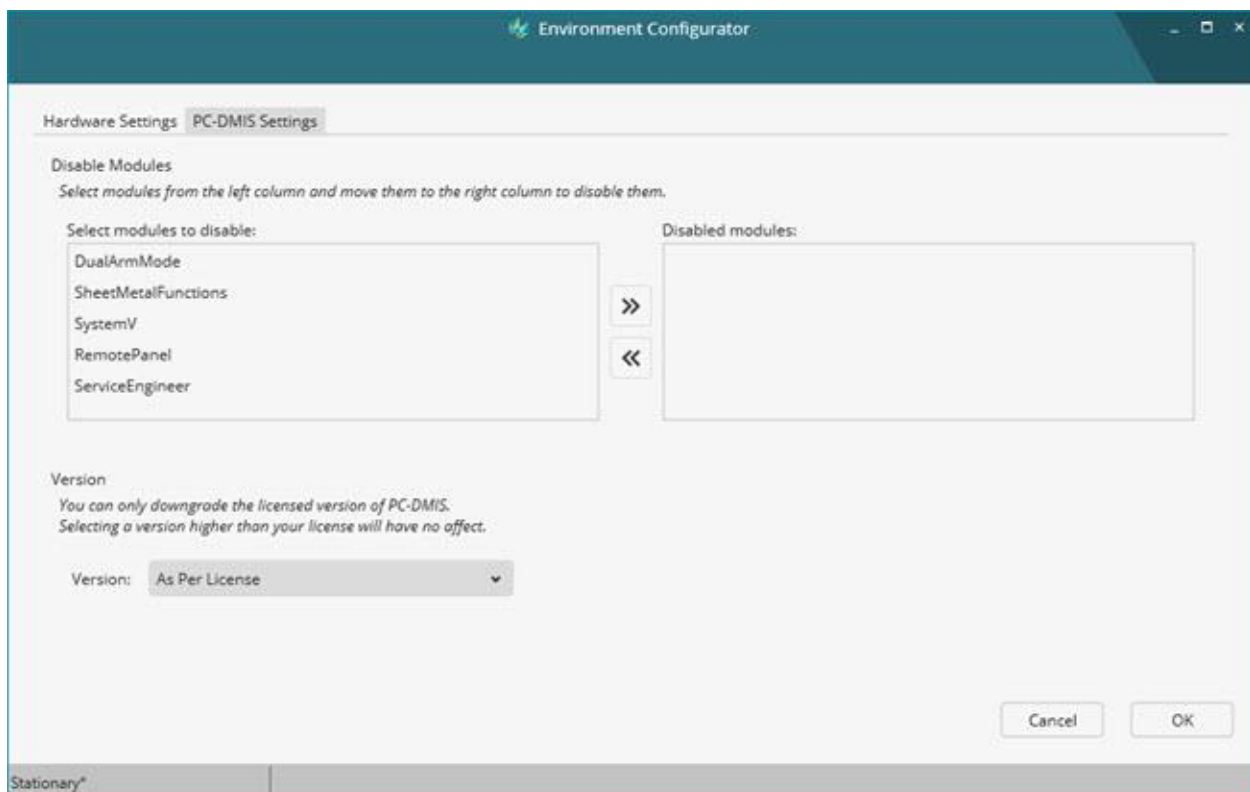 Environment Configurator
Hardware Settings PC-DMIS Settings
Disable Modules
Select modules from the left column and move them to the right column to disable them.
Select modules to disable:
Disabled modules:
DualArmMode
SheetMetalFunctions
SystemV
RemotePanel
ServiceEngineer
Version
You can only downgrade the licensed version of PC-DMIS.
Selecting a version higher than your license will have no affect.
Version: As Per License
Cancel OK
Stationary*